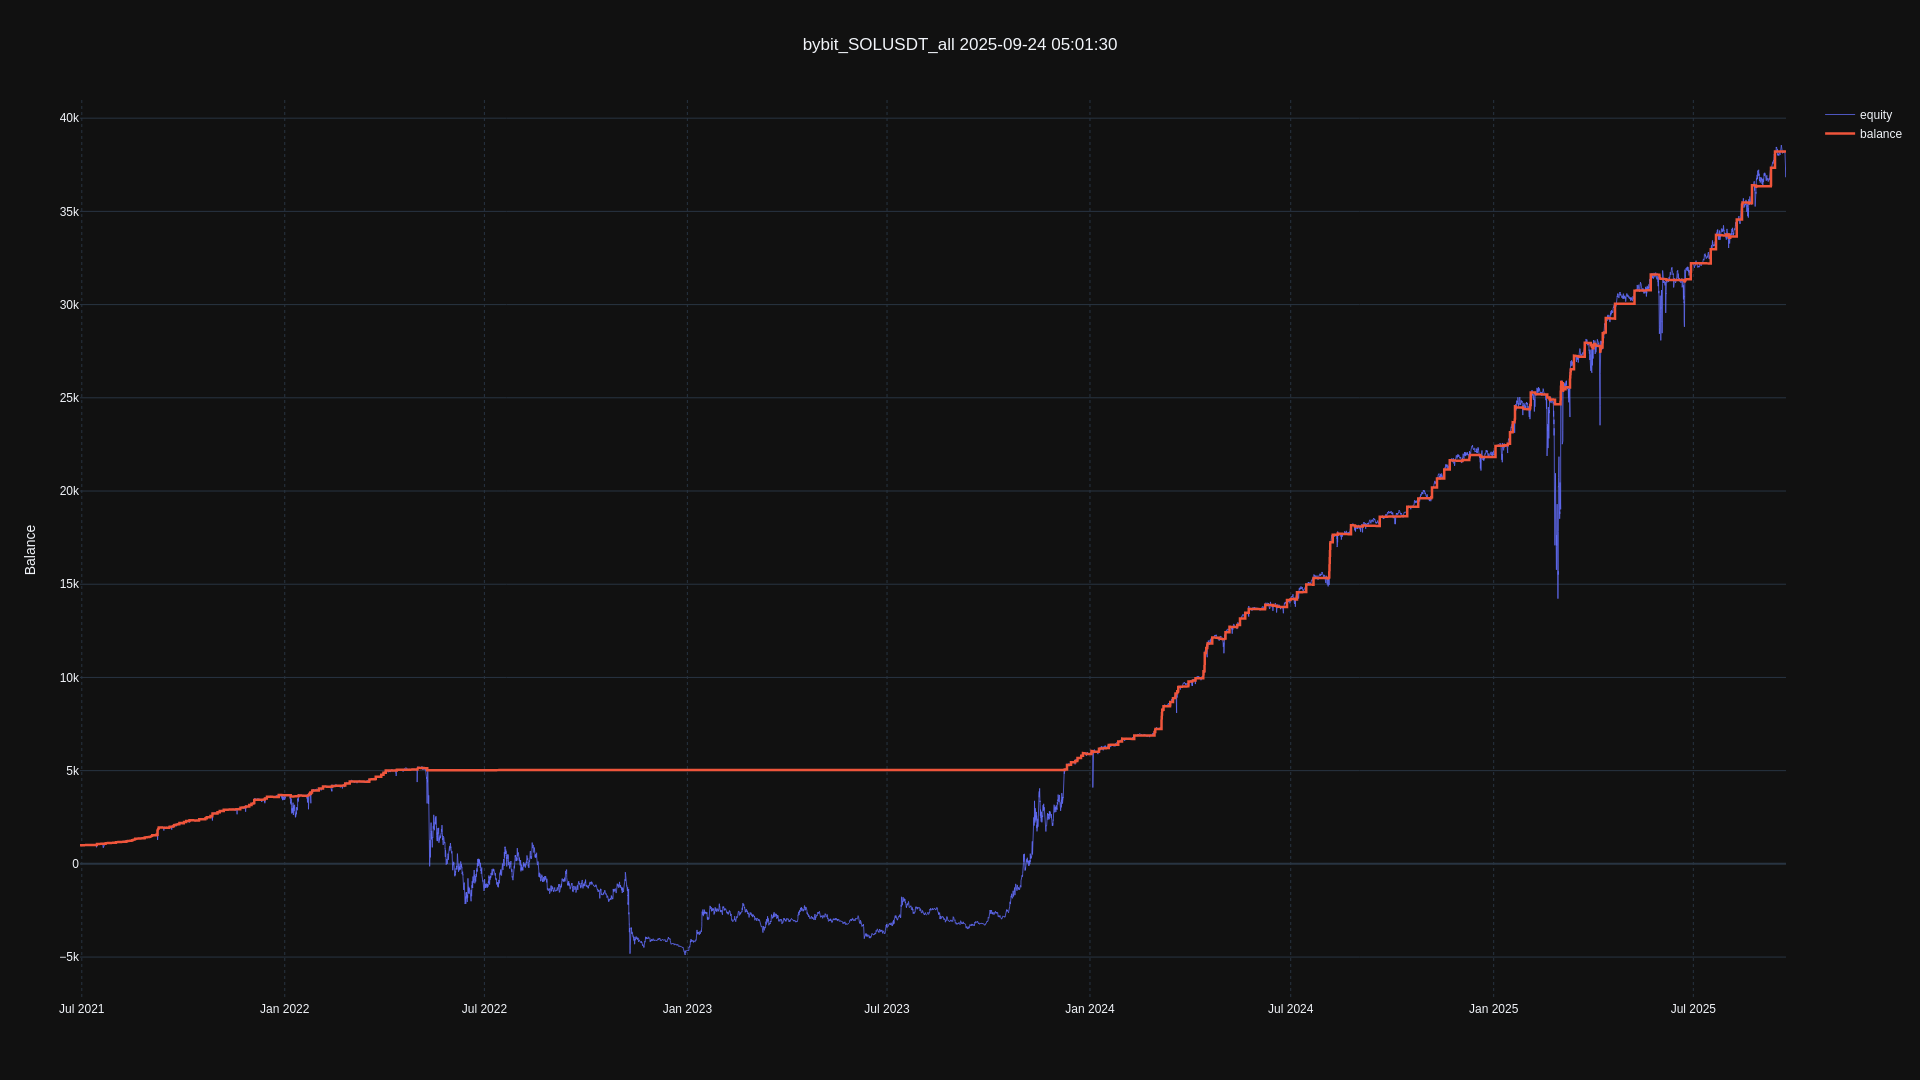 bybit_SOLUSDT_all 2025-09-24 05:01:30
equity
balance
Balance
40k
35k
30k
25k
20k
15k
10k
5k
0
−5k
Jul 2021
Jan 2022
Jul 2022
Jan 2023
Jul 2023
Jan 2024
Jul 2024
Jan 2025
Jul 2025